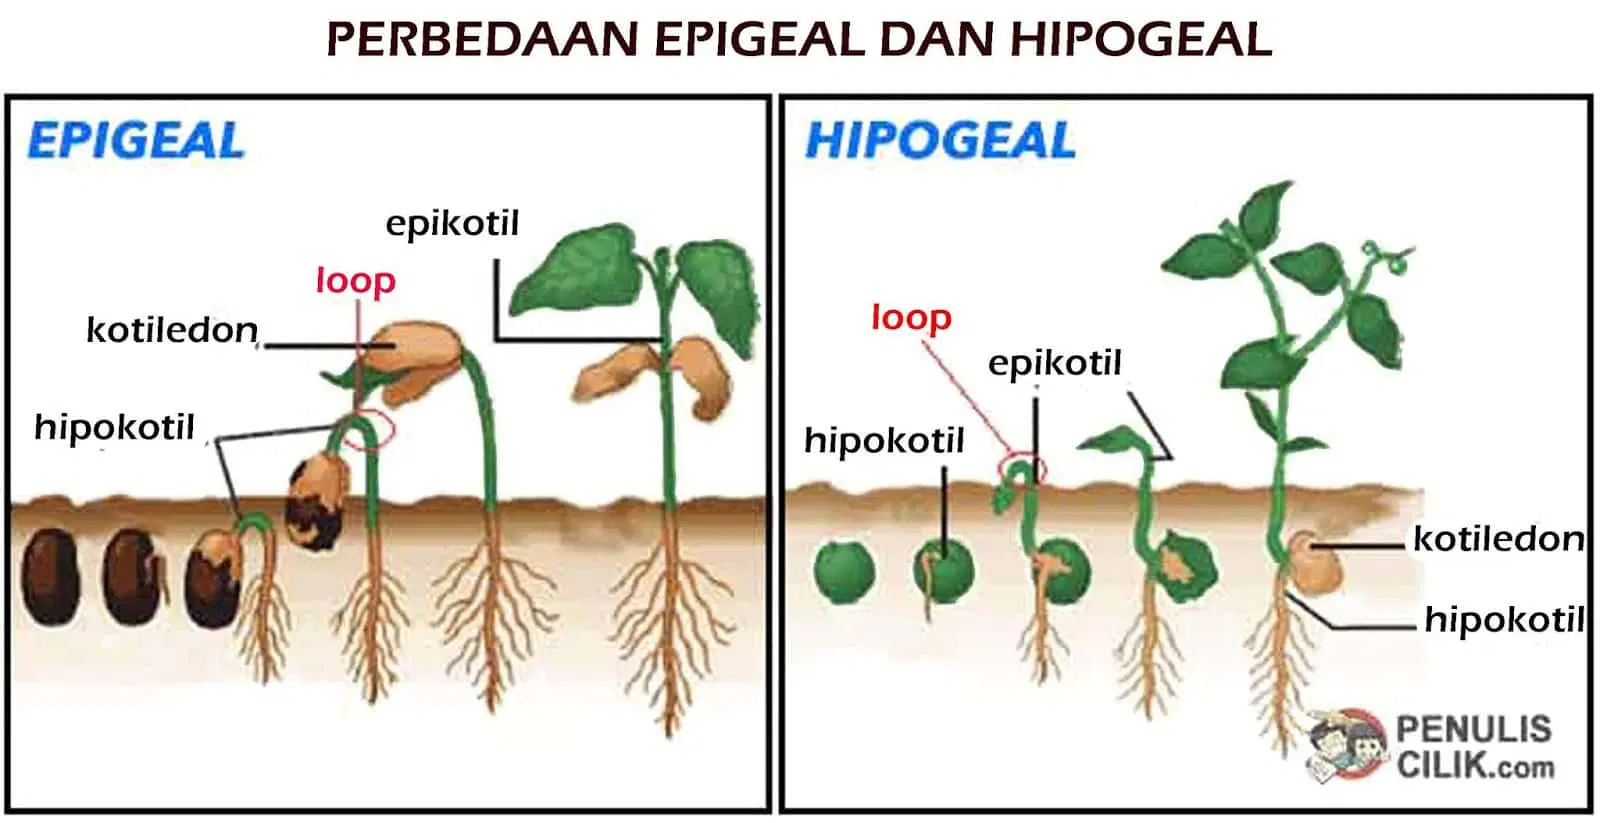 PERBEDAAN EPIGEAL DAN HIPOGEAL
EPIGEAL
epikotil
loop
kotiledon
hipokotil
HIPOGEAL
loop
epikotil
hipokotil
kotiledon
hipokotil
PENULIS
CILIK.com